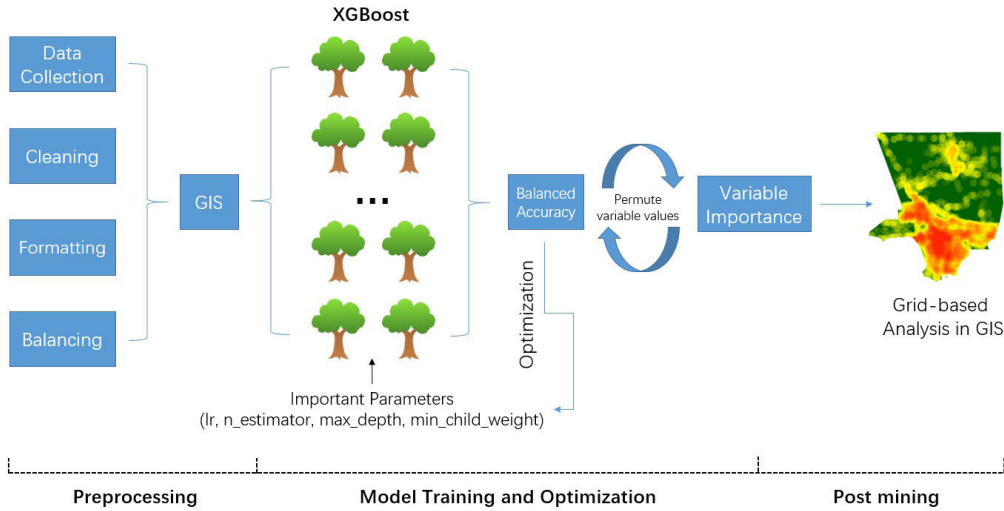 XGBoost
Data
Collection
Cleaning
Formatting
Balancing
GIS
...
Balanced
Accuracy
Permute
variable values
Variable
Importance
Optimization
Grid-based
Analysis in GIS
Important Parameters
(lr, n_estimator, max_depth, min_child_weight)
Preprocessing
Model Training and Optimization
Post mining